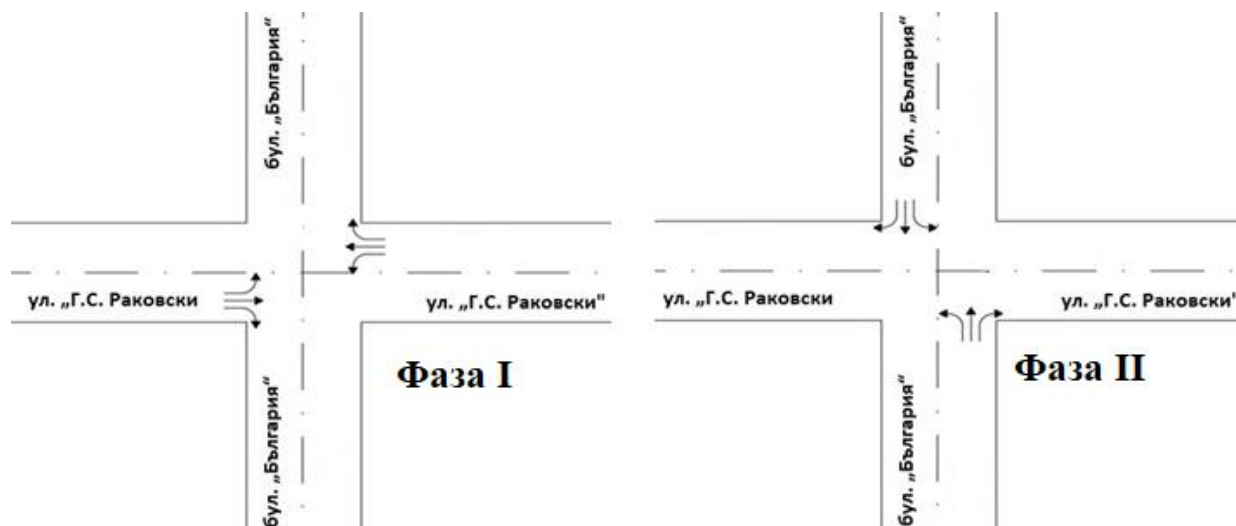 бул. „България“
ул. „Г.С. Раковски
ул. „Г.С. Раковски"
Фаза I
бул. „България“
бул. „България“
ул. „Г.С. Раковски
ул. „Г.С. Раковски"
Фаза II
бул. „България“